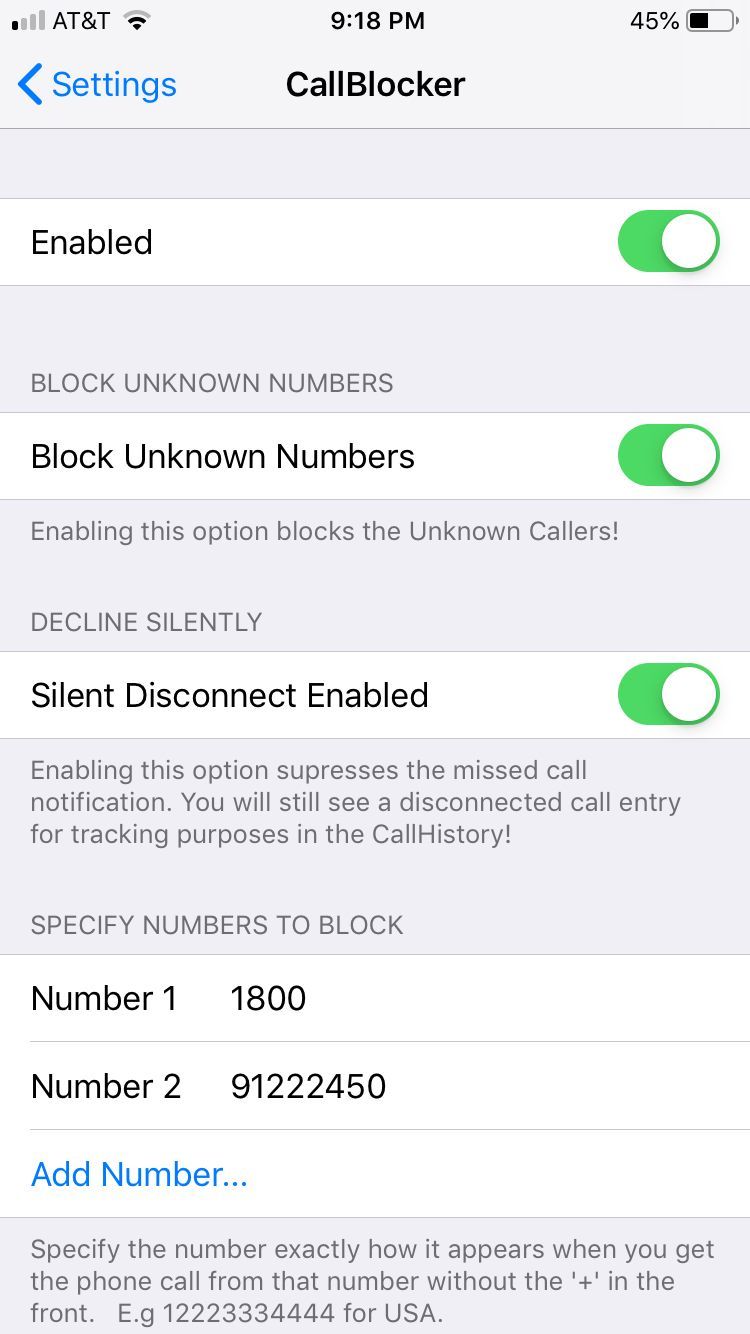 AT&T 9:18 PM 45%
Settings CallBlocker
Enabled
BLOCK UNKNOWN NUMBERS
Block Unknown Numbers
Enabling this option blocks the Unknown Callers!
DECLINE SILENTLY
Silent Disconnect Enabled
Enabling this option supresses the missed call
notification. You will still see a disconnected call entry
for tracking purposes in the CallHistory!
SPECIFY NUMBERS TO BLOCK
Number 1 1800
Number 2 91222450
Add Number...
Specify the number exactly how it appears when you get
the phone call from that number without the '+' in the
front. E.g 12223334444 for USA.